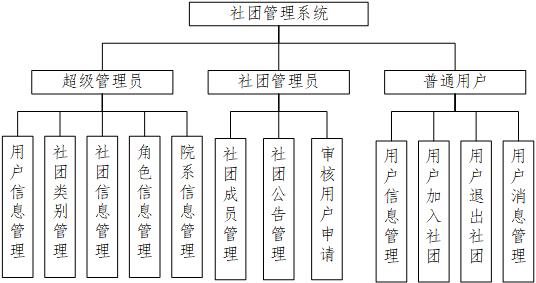 社团管理系统
超级管理员
社团管理员
普通用户
用户信息管理
社团类别管理
社团信息管理
角色信息管理
院系信息管理
社团成员管理
社团公告管理
审核用户申请
用户信息管理
用户加入社团
用户退出社团
用户消息管理